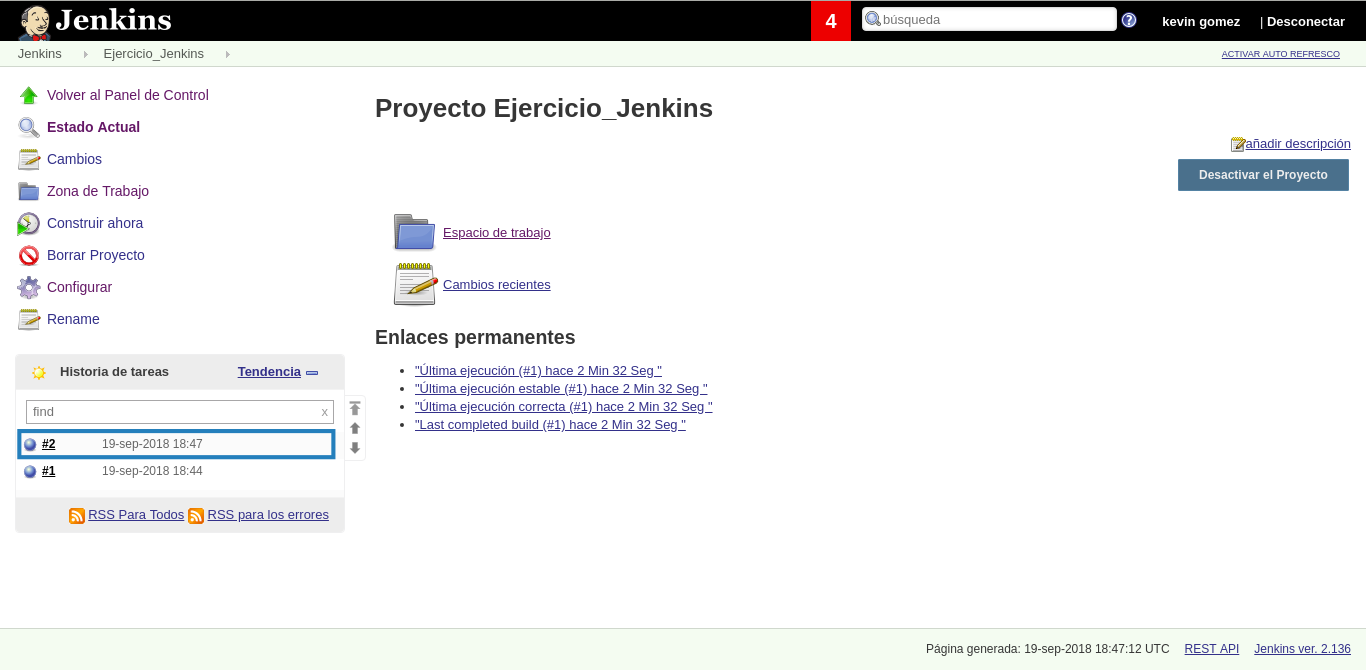 Jenkins
4
búsqueda
kevin gomez
| Desconectar
Jenkins
Ejercicio_Jenkins
ACTIVAR AUTO REFRESCO
Volver al Panel de Control
Estado Actual
Cambios
Zona de Trabajo
Construir ahora
Borrar Proyecto
Configurar
Rename
Historia de tareas
Tendencia
find
x
#2 19-sep-2018 18:47
#1 19-sep-2018 18:44
RSS Para Todos RSS para los errores
Proyecto Ejercicio_Jenkins
añadir descripción
Desactivar el Proyecto
Espacio de trabajo
Cambios recientes
Enlaces permanentes
"Última ejecución (#1) hace 2 Min 32 Seg "
"Última ejecución estable (#1) hace 2 Min 32 Seg "
"Última ejecución correcta (#1) hace 2 Min 32 Seg "
"Last completed build (#1) hace 2 Min 32 Seg "
Página generada: 19-sep-2018 18:47:12 UTC
REST API
Jenkins ver. 2.136